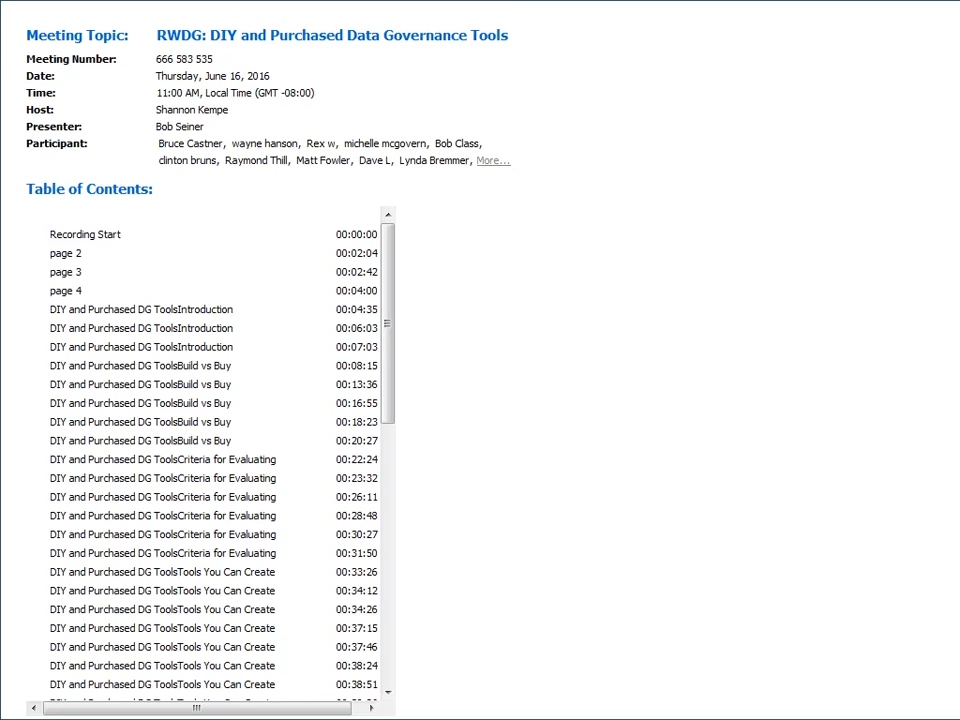 Meeting Topic: RWDG: DIY and Purchased Data Governance Tools
Meeting Number: 666 583 535
Date: Thursday, June 16, 2016
Time: 11:00 AM, Local Time (GMT -08:00)
Host: Shannon Kempe
Presenter: Bob Seiner
Participant: Bruce Castner, wayne hanson, Rex w, michelle mcgovern, Bob Class,
clinton bruns, Raymond Thill, Matt Fowler, Dave L, Lynda Bremmer, More...
Table of Contents:
Recording Start 00:00:00
page 2 00:02:04
page 3 00:02:42
page 4 00:04:00
DIY and Purchased DG ToolsIntroduction 00:04:35
DIY and Purchased DG ToolsIntroduction 00:06:03
DIY and Purchased DG ToolsIntroduction 00:07:03
DIY and Purchased DG ToolsBuild vs Buy 00:08:15
DIY and Purchased DG ToolsBuild vs Buy 00:13:36
DIY and Purchased DG ToolsBuild vs Buy 00:16:55
DIY and Purchased DG ToolsBuild vs Buy 00:18:23
DIY and Purchased DG ToolsBuild vs Buy 00:20:27
DIY and Purchased DG ToolsCriteria for Evaluating 00:22:24
DIY and Purchased DG ToolsCriteria for Evaluating 00:23:32
DIY and Purchased DG ToolsCriteria for Evaluating 00:26:11
DIY and Purchased DG ToolsCriteria for Evaluating 00:28:48
DIY and Purchased DG ToolsCriteria for Evaluating 00:30:27
DIY and Purchased DG ToolsCriteria for Evaluating 00:31:50
DIY and Purchased DG ToolsTools You Can Create 00:33:26
DIY and Purchased DG ToolsTools You Can Create 00:34:12
DIY and Purchased DG ToolsTools You Can Create 00:34:26
DIY and Purchased DG ToolsTools You Can Create 00:37:15
DIY and Purchased DG ToolsTools You Can Create 00:37:46
DIY and Purchased DG ToolsTools You Can Create 00:38:24
DIY and Purchased DG ToolsTools You Can Create 00:38:51